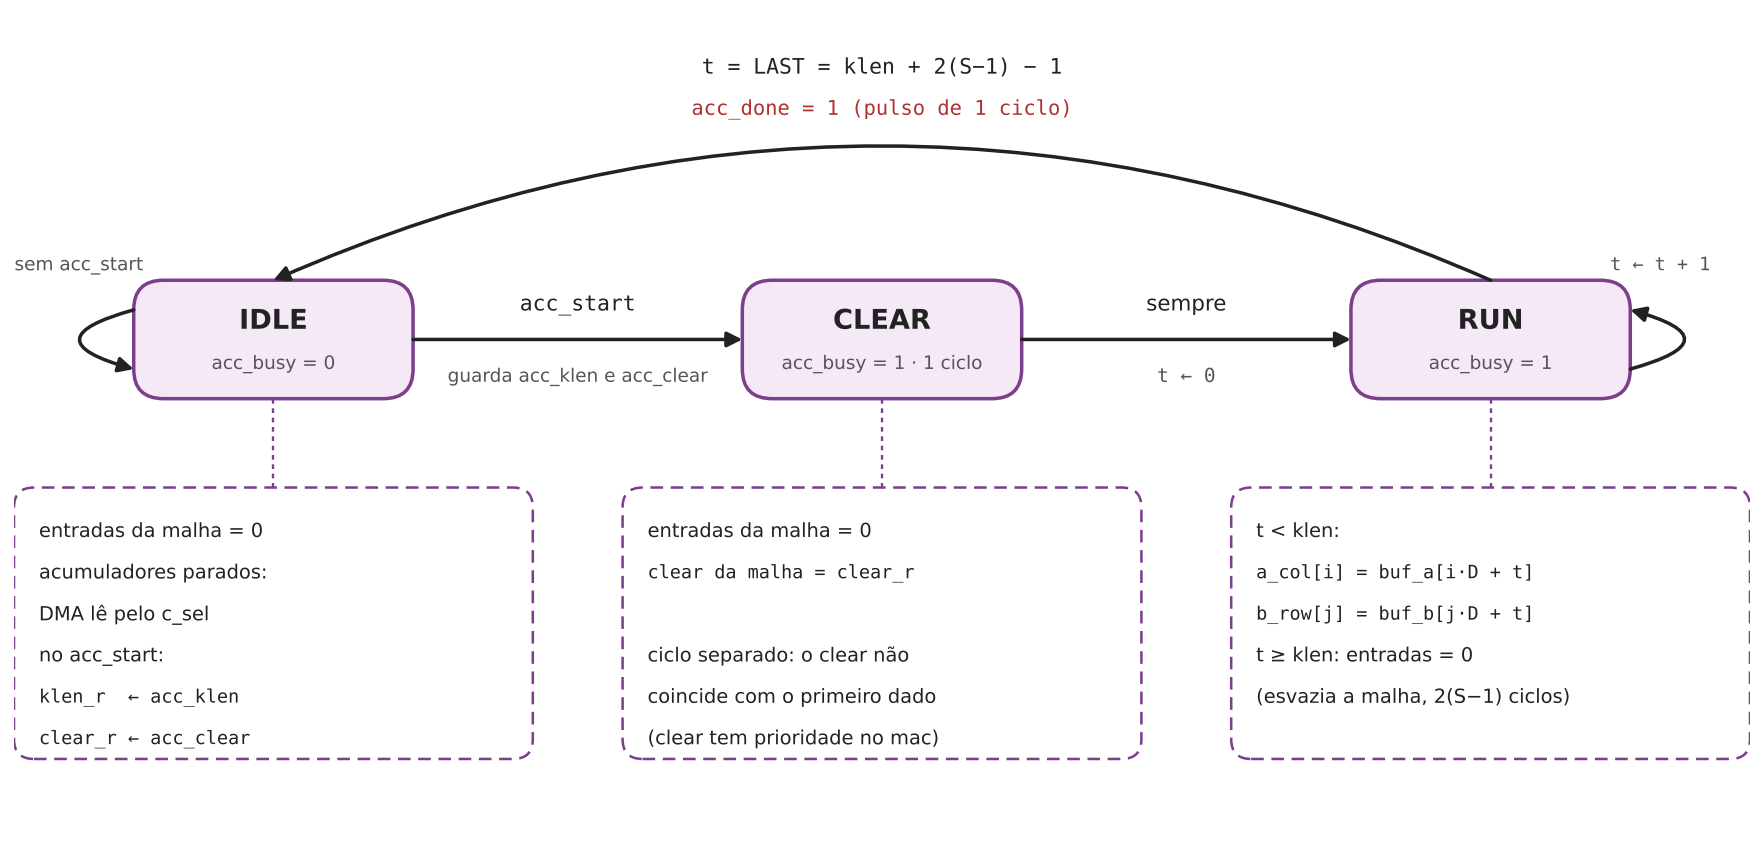 t = LAST = klen + 2(S−1) − 1
acc_done = 1 (pulso de 1 ciclo)
sem acc_start
t ← t + 1
IDLE
acc_busy = 0
acc_start
guarda acc_klen e acc_clear
CLEAR
acc_busy = 1 · 1 ciclo
sempre
t ← 0
RUN
acc_busy = 1
entradas da malha = 0
acumuladores parados:
DMA lê pelo c_sel
no acc_start:
klen_r  ← acc_klen
clear_r ← acc_clear
entradas da malha = 0
clear da malha = clear_r
ciclo separado: o clear não
coincide com o primeiro dado
(clear tem prioridade no mac)
t < klen:
a_col[i] = buf_a[i·D + t]
b_row[j] = buf_b[j·D + t]
t ≥ klen: entradas = 0
(esvazia a malha, 2(S−1) ciclos)